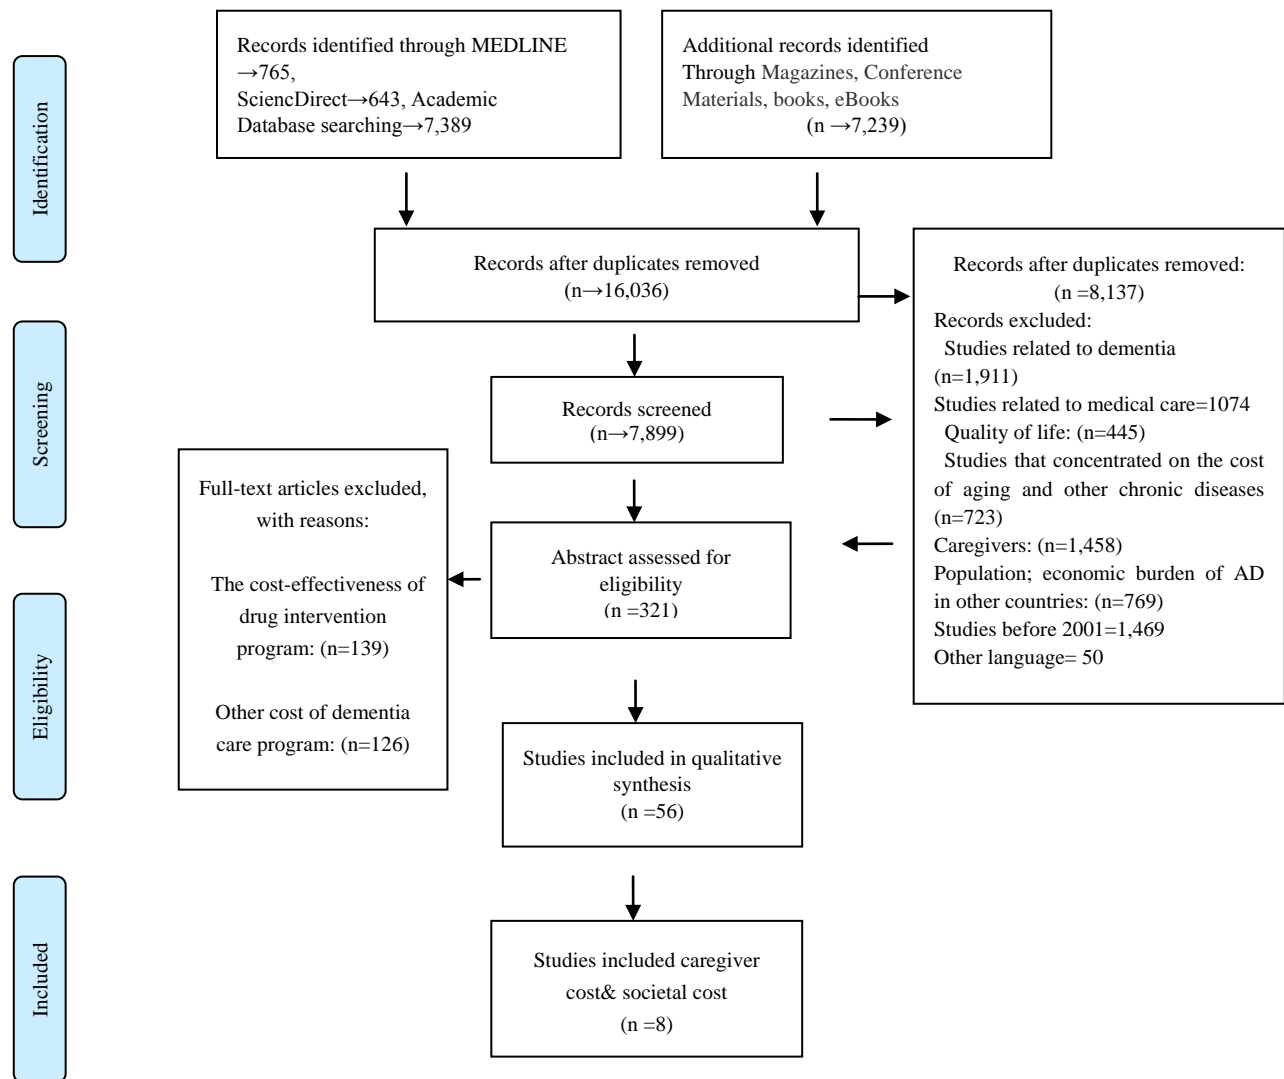 Identification
Records identified through MEDLINE
→765,
SciencDirect→643, Academic
Database searching→7,389
Additional records identified
Through Magazines, Conference
Materials, books, eBooks
(n →7,239)
Records after duplicates removed
(n→16,036)
Records after duplicates removed:
(n =8,137)
Records excluded:
Studies related to dementia
(n=1,911)
Studies related to medical care=1074
Quality of life: (n=445)
Studies that concentrated on the cost
of aging and other chronic diseases
(n=723)
Caregivers: (n=1,458)
Population; economic burden of AD
in other countries: (n=769)
Studies before 2001=1,469
Other language= 50
Screening
Records screened
(n→7,899)
Full-text articles excluded,
with reasons:
The cost-effectiveness of
drug intervention
program: (n=139)
Other cost of dementia
care program: (n=126)
Abstract assessed for
eligibility
(n =321)
Eligibility
Studies included in qualitative
synthesis
(n =56)
Included
Studies included caregiver
cost& societal cost
(n =8)